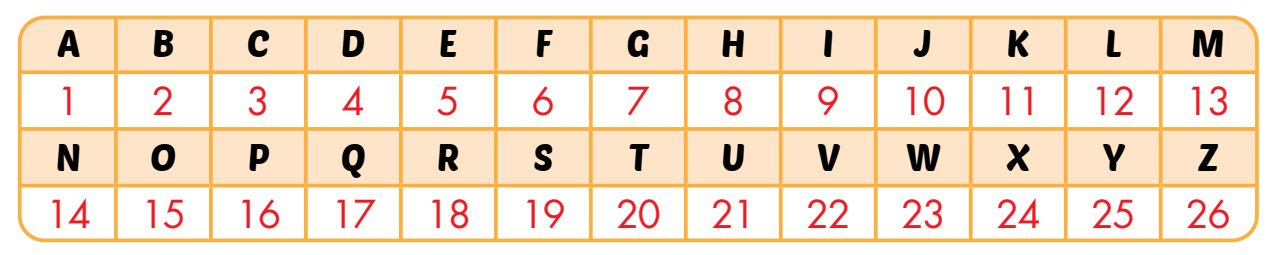 A B C D E F G H I J K L M
1 2 3 4 5 6 7 8 9 10 11 12 13
N O P Q R S T U V W X Y Z
14 15 16 17 18 19 20 21 22 23 24 25 26